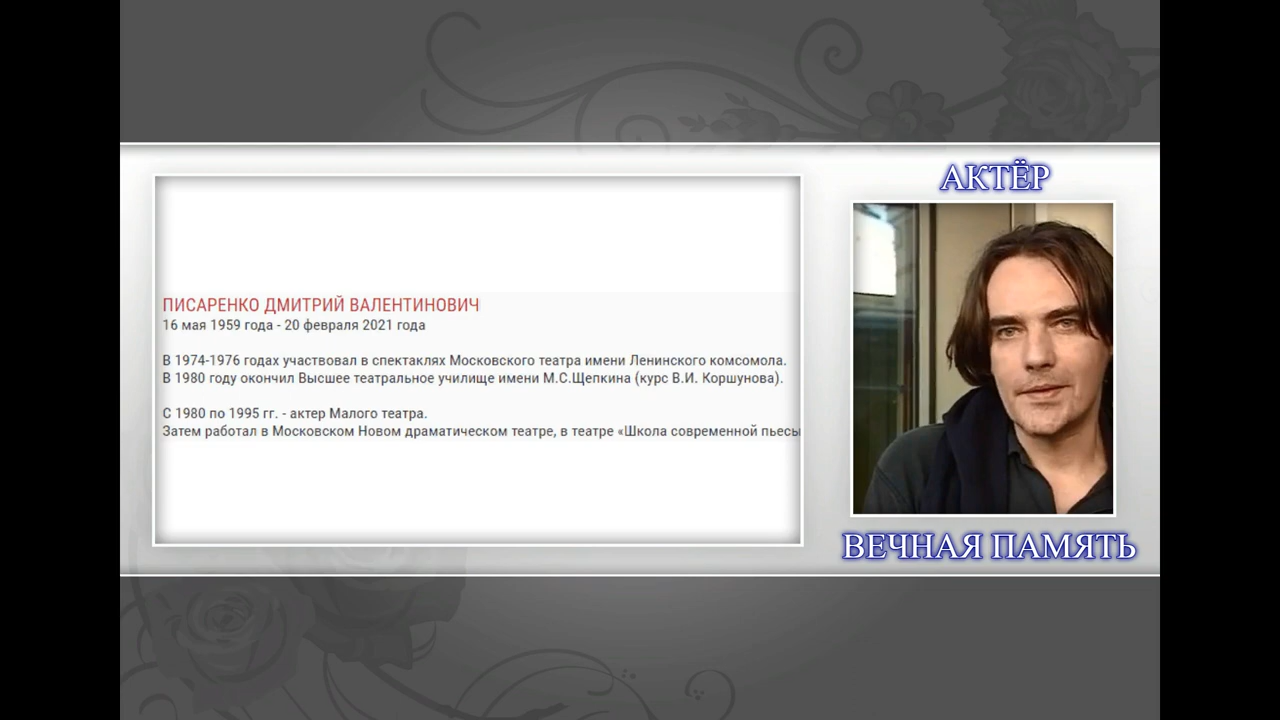 АКТЁР
ПИСАРЕНКО ДМИТРИЙ ВАЛЕНТИНОВИЧ
16 мая 1959 года - 20 февраля 2021 года
В 1974-1976 годах участвовал в спектаклях Московского театра имени Ленинского комсомола.
В 1980 году окончил Высшее театральное училище имени М.С.Щепкина (курс В.И. Коршунова).
С 1980 по 1995 гг. - актер Малого театра.
Затем работал в Московском Новом драматическом театре, в театре «Школа современной пьесы
ВЕЧНАЯ ПАМЯТЬ